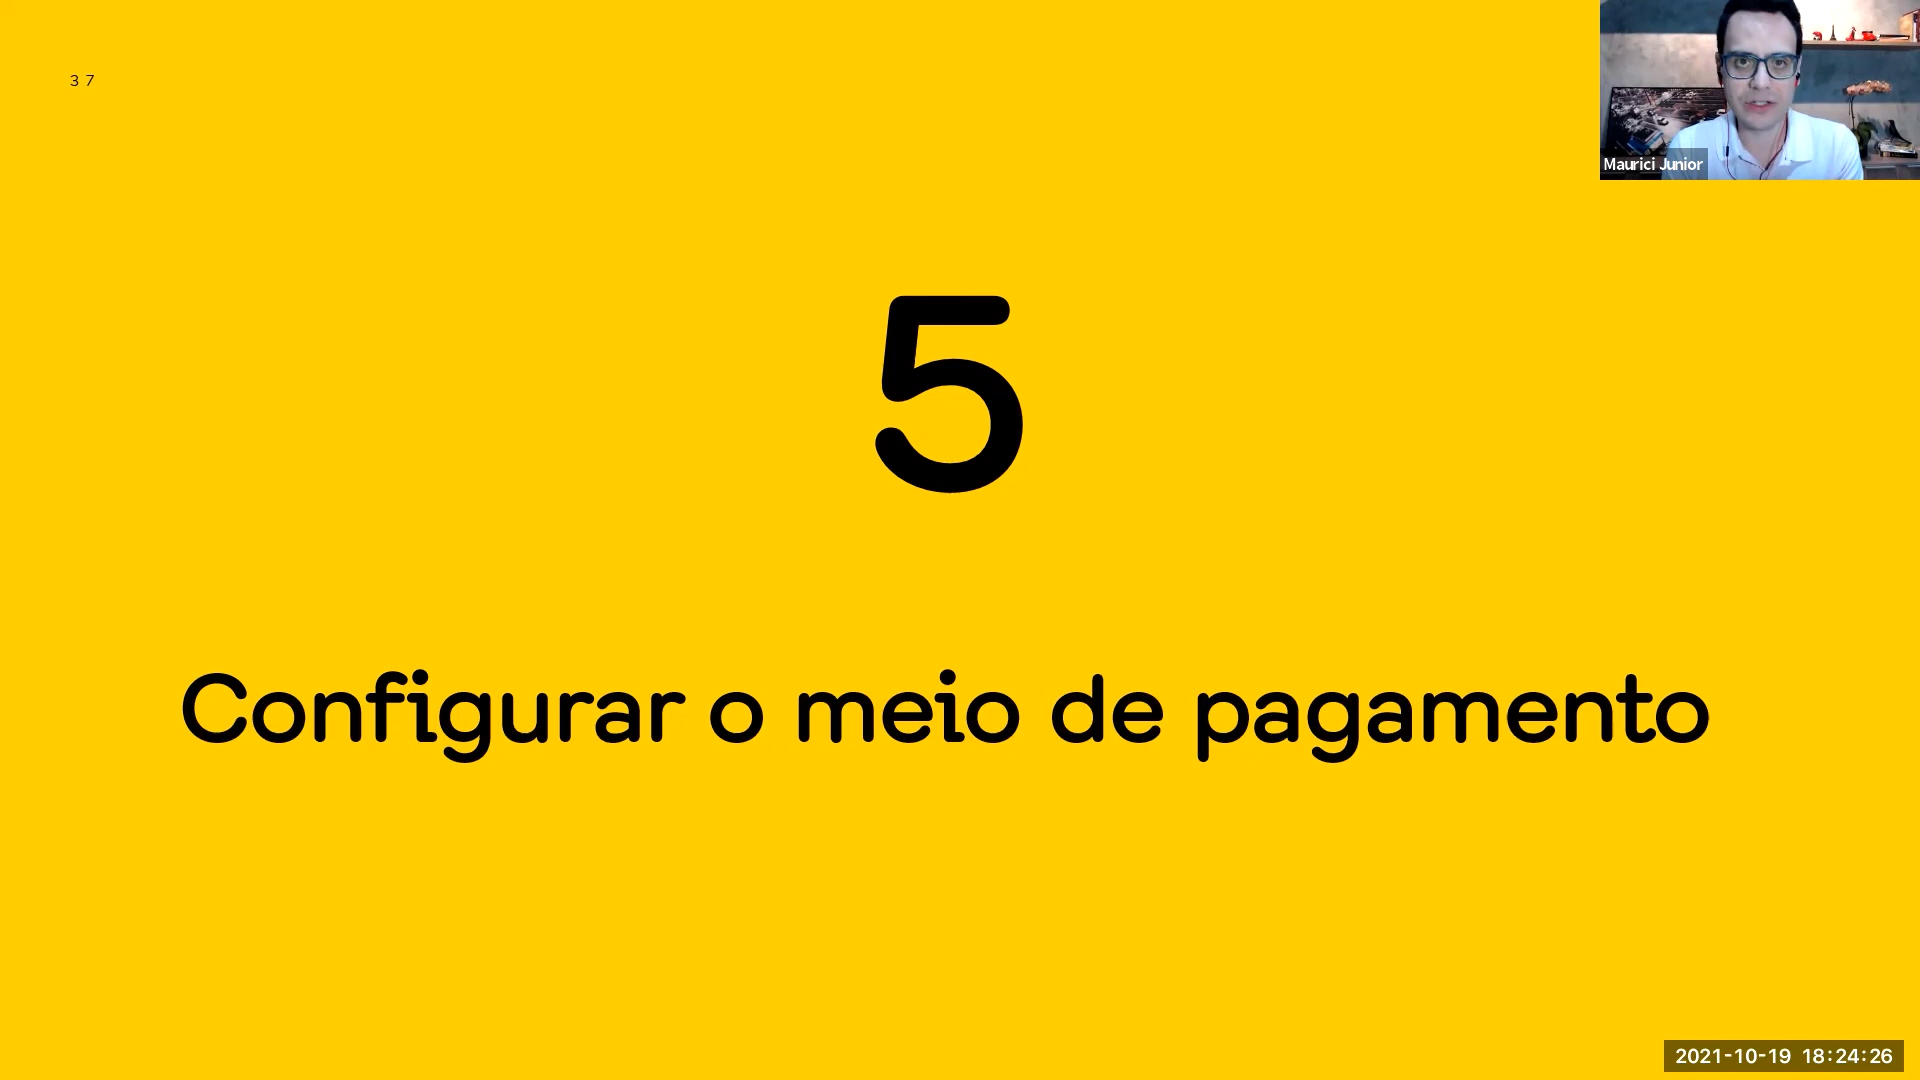 37
Maurici Junior
5
Configurar o meio de pagamento
2021-10-19 18:24:26